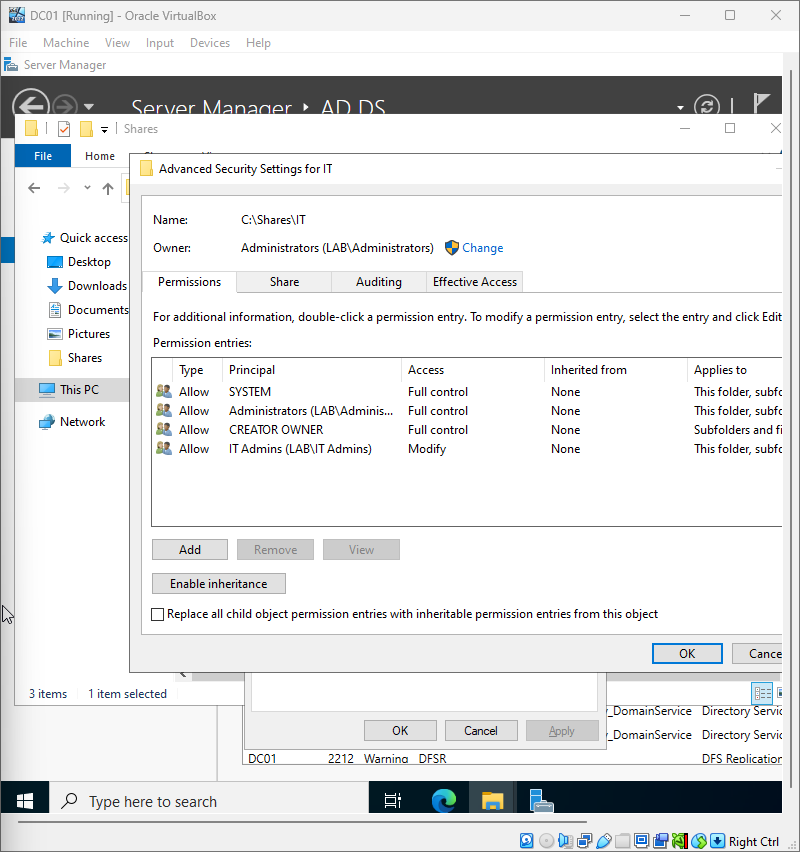 DC01 [Running] - Oracle VirtualBox
File Machine View Input Devices Help
Server Manager
Server Manager AD DS
Shares
File Home
Advanced Security Settings for IT
Name: C:\Shares\IT
Owner: Administrators (LAB\Administrators) Change
Permissions Share Auditing Effective Access
For additional information, double-click a permission entry. To modify a permission entry, select the entry and click Edit
Permission entries:
Type Principal Access Inherited from Applies to
Allow SYSTEM Full control None This folder, subfo
Allow Administrators (LAB\Adminis... Full control None This folder, subfo
Allow CREATOR OWNER Full control None Subfolders and fi
Allow IT Admins (LAB\IT Admins) Modify None This folder, subfo
Add Remove View
Enable inheritance
Replace all child object permission entries with inheritable permission entries from this object
OK Cance
Quick access
Desktop
Downloads
Documents
Pictures
Shares
This PC
Network
3 items 1 item selected
OK Cancel Apply
_DomainService Directory Servic
_DomainService Directory Servic
DC01 2212 Warning DFSR DFS Replication
Type here to search
Right Ctrl